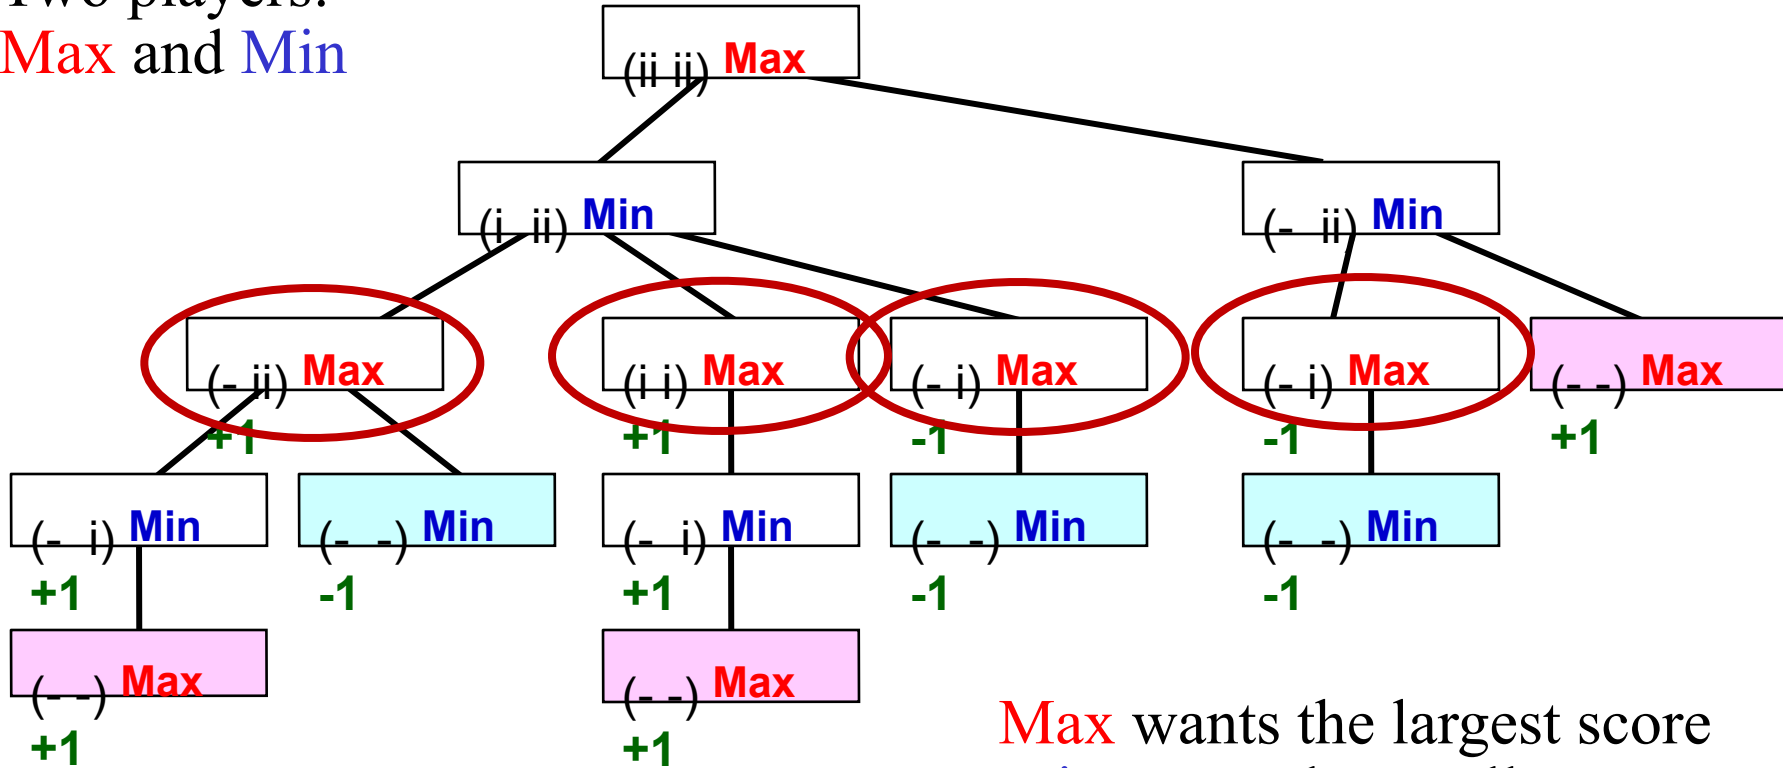 Two players:
Max and Min
(ii ii) Max
(i ii) Min
(- ii) Min
(- ii) Max
+1
(i i) Max
+1
(- i) Max
-1
(- i) Max
-1
(- -) Max
+1
(- i) Min
+1
(- -) Min
-1
(- i) Min
+1
(- -) Min
-1
(- -) Min
-1
(- -) Max
+1
(- -) Max
+1
Max wants the largest score